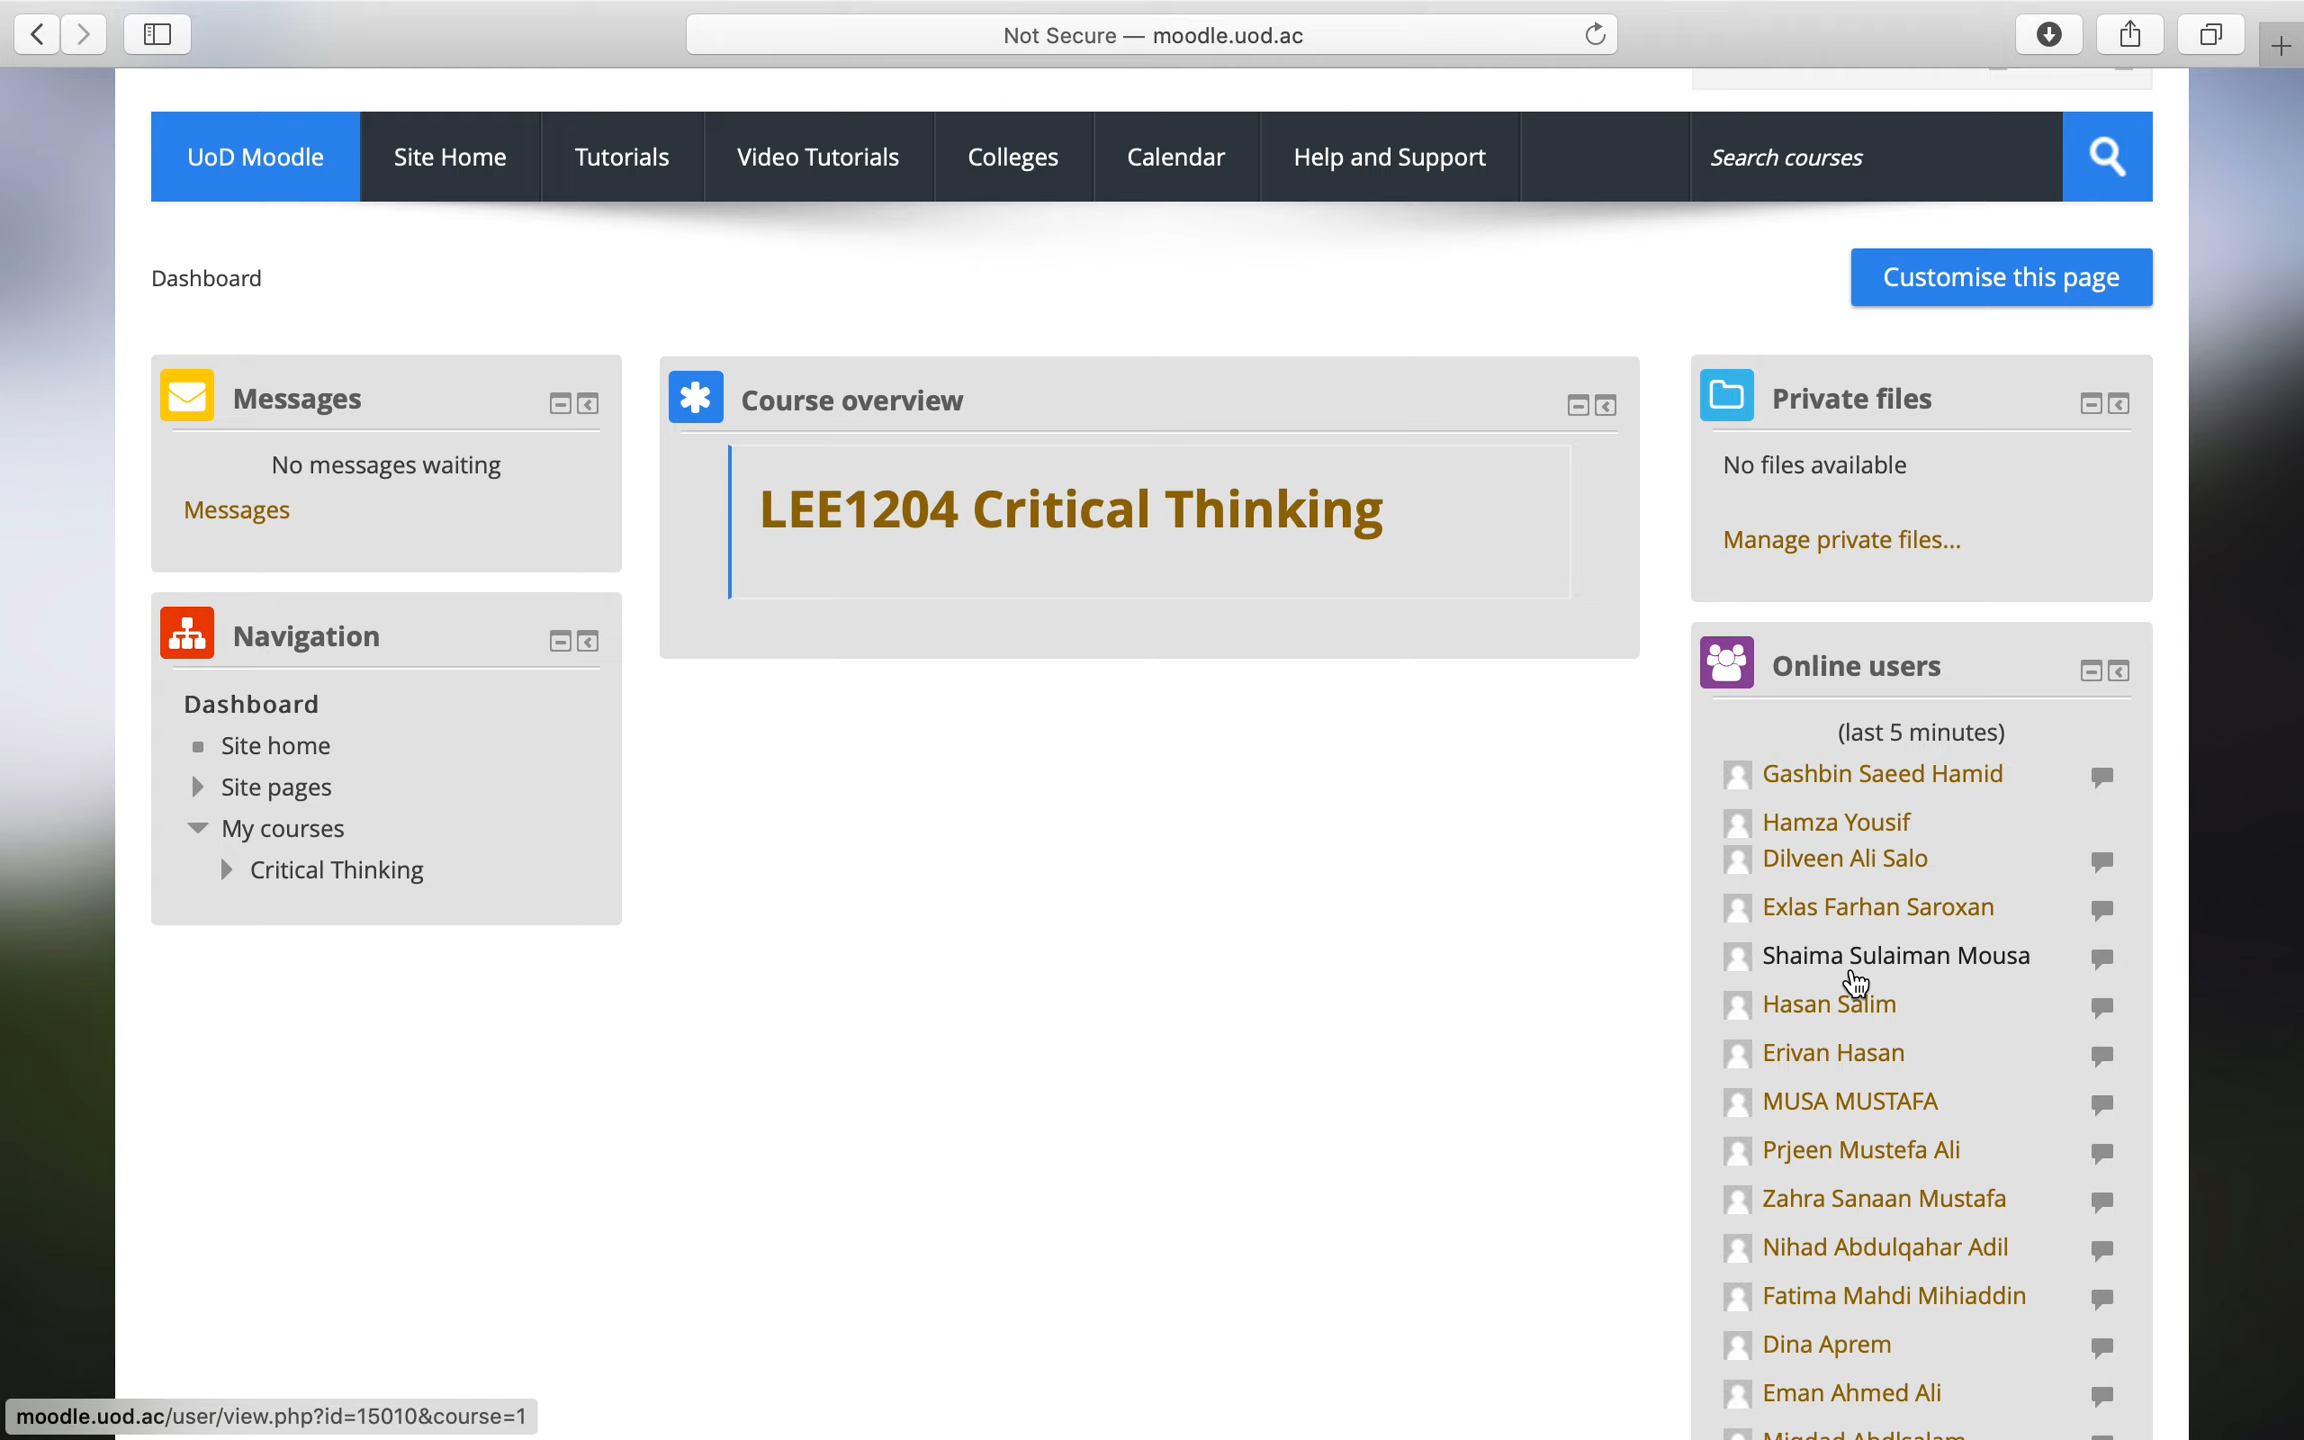 Not Secure — moodle.uod.ac
UoD Moodle
Site Home
Tutorials
Video Tutorials
Colleges
Calendar
Help and Support
Search courses
Dashboard
Customise this page
Messages
No messages waiting
Messages
Navigation
Dashboard
Site home
Site pages
My courses
Critical Thinking
Course overview
LEE1204 Critical Thinking
Private files
No files available
Manage private files...
Online users
(last 5 minutes)
Gashbin Saeed Hamid
Hamza Yousif
Dilveen Ali Salo
Exlas Farhan Saroxan
Shaima Sulaiman Mousa
Hasan Salim
Erivan Hasan
MUSA MUSTAFA
Prjeen Mustefa Ali
Zahra Sanaan Mustafa
Nihad Abdulqahar Adil
Fatima Mahdi Mihiaddin
Dina Aprem
Eman Ahmed Ali
moodle.uod.ac/user/view.php?id=15010&course=1